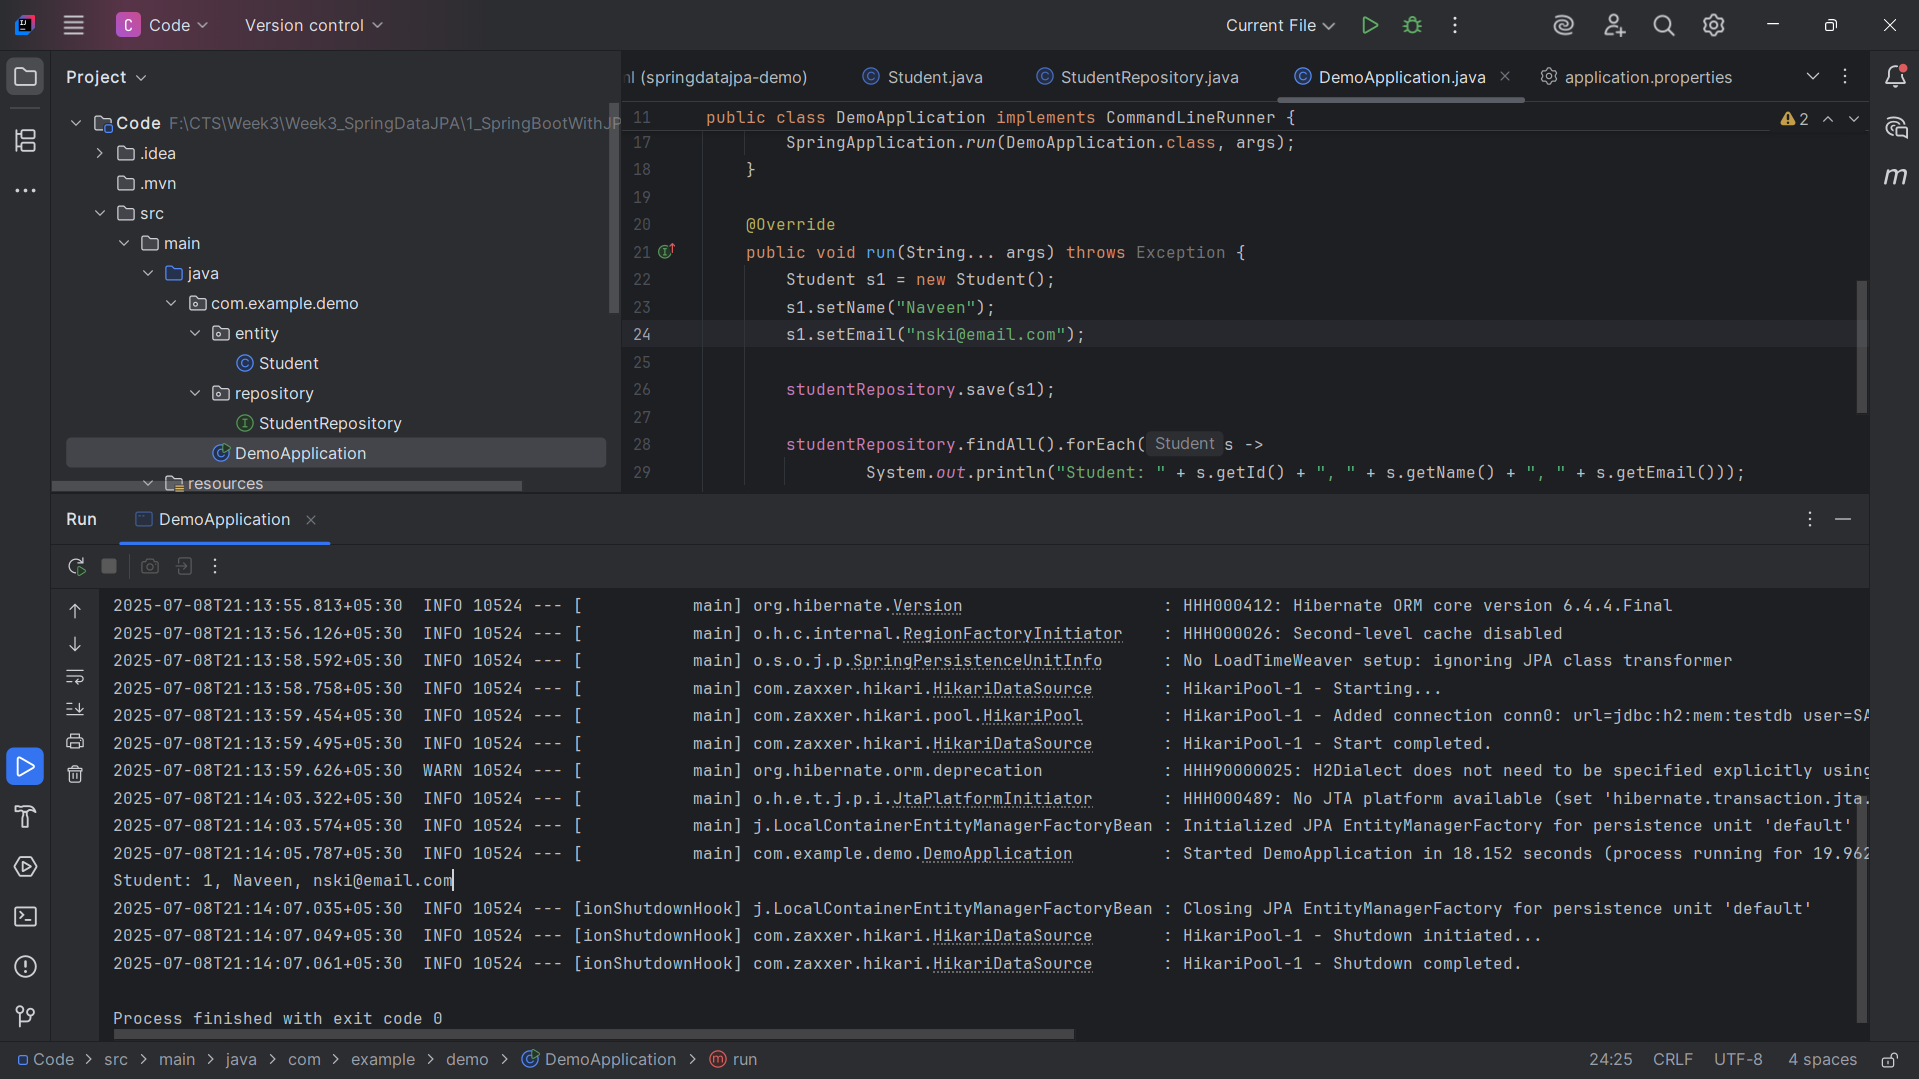 C Code Version control Current File
Project
Code F:\CTS\Week3\Week3_SpringDataJPA\1_SpringBootWithJP
.idea
.mvn
src
main
java
com.example.demo
entity
Student
repository
StudentRepository
DemoApplication
resources
(springdatajpa-demo) Student.java StudentRepository.java DemoApplication.java application.properties
11 public class DemoApplication implements CommandLineRunner {
2
17 SpringApplication.run(DemoApplication.class, args);
18 }
19
20 @Override
21 public void run(String... args) throws Exception {
22 Student s1 = new Student();
23 s1.setName("Naveen");
24 s1.setEmail("nski@email.com");
25
26 studentRepository.save(s1);
27
28 studentRepository.findAll().forEach( Student s ->
29 System.out.println("Student: " + s.getId() + ", " + s.getName() + ", " + s.getEmail()));
Run DemoApplication
2025-07-08T21:13:55.813+05:30 INFO 10524 --- [ main] org.hibernate.Version : HHH000412: Hibernate ORM core version 6.4.4.Final
2025-07-08T21:13:56.126+05:30 INFO 10524 --- [ main] o.h.c.internal.RegionFactoryInitiator : HHH000026: Second-level cache disabled
2025-07-08T21:13:58.592+05:30 INFO 10524 --- [ main] o.s.o.j.p.SpringPersistenceUnitInfo : No LoadTimeWeaver setup: ignoring JPA class transformer
2025-07-08T21:13:58.758+05:30 INFO 10524 --- [ main] com.zaxxer.hikari.HikariDataSource : HikariPool-1 - Starting...
2025-07-08T21:13:59.454+05:30 INFO 10524 --- [ main] com.zaxxer.hikari.pool.HikariPool : HikariPool-1 - Added connection conn0: url=jdbc:h2:mem:testdb user=SA
2025-07-08T21:13:59.495+05:30 INFO 10524 --- [ main] com.zaxxer.hikari.HikariDataSource : HikariPool-1 - Start completed.
2025-07-08T21:13:59.626+05:30 WARN 10524 --- [ main] org.hibernate.orm.deprecation : HHH90000025: H2Dialect does not need to be specified explicitly using
2025-07-08T21:14:03.322+05:30 INFO 10524 --- [ main] o.h.e.t.j.p.i.JtaPlatformInitiator : HHH000489: No JTA platform available (set 'hibernate.transaction.jta.
2025-07-08T21:14:03.574+05:30 INFO 10524 --- [ main] j.LocalContainerEntityManagerFactoryBean : Initialized JPA EntityManagerFactory for persistence unit 'default'
2025-07-08T21:14:05.787+05:30 INFO 10524 --- [ main] com.example.demo.DemoApplication : Started DemoApplication in 18.152 seconds (process running for 19.962
Student: 1, Naveen, nski@email.com
2025-07-08T21:14:07.035+05:30 INFO 10524 --- [ionShutdownHook] j.LocalContainerEntityManagerFactoryBean : Closing JPA EntityManagerFactory for persistence unit 'default'
2025-07-08T21:14:07.049+05:30 INFO 10524 --- [ionShutdownHook] com.zaxxer.hikari.HikariDataSource : HikariPool-1 - Shutdown initiated...
2025-07-08T21:14:07.061+05:30 INFO 10524 --- [ionShutdownHook] com.zaxxer.hikari.HikariDataSource : HikariPool-1 - Shutdown completed.
Process finished with exit code 0
Code > src > main > java > com > example > demo > DemoApplication > run 24:25 CRLF UTF-8 4 spaces